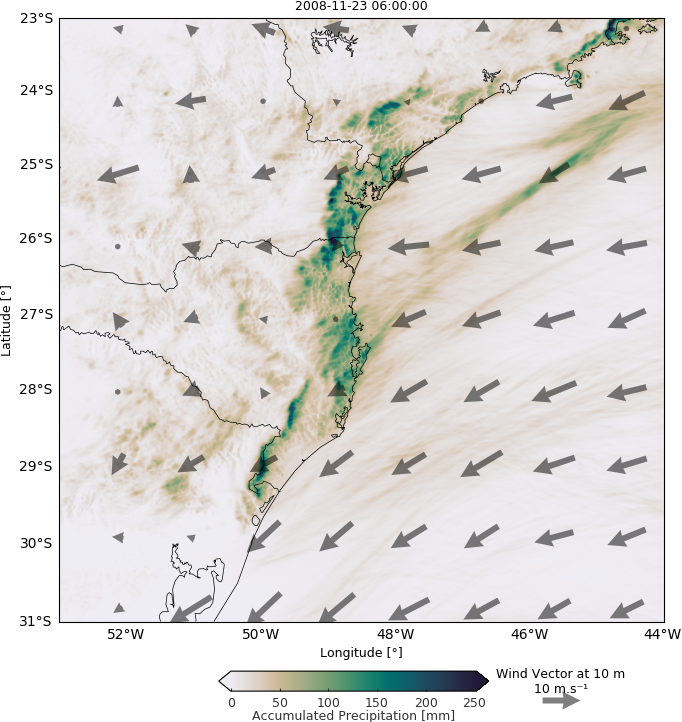 2008-11-23 06:00:00
23°S
24°S
25°S
26°S
27°S
28°S
29°S
30°S
31°S
Latitude [°]
52°W 50°W 48°W 46°W 44°W
Longitude [°]
Wind Vector at 10 m
10 m.s⁻¹
0 50 100 150 200 250
Accumulated Precipitation [mm]